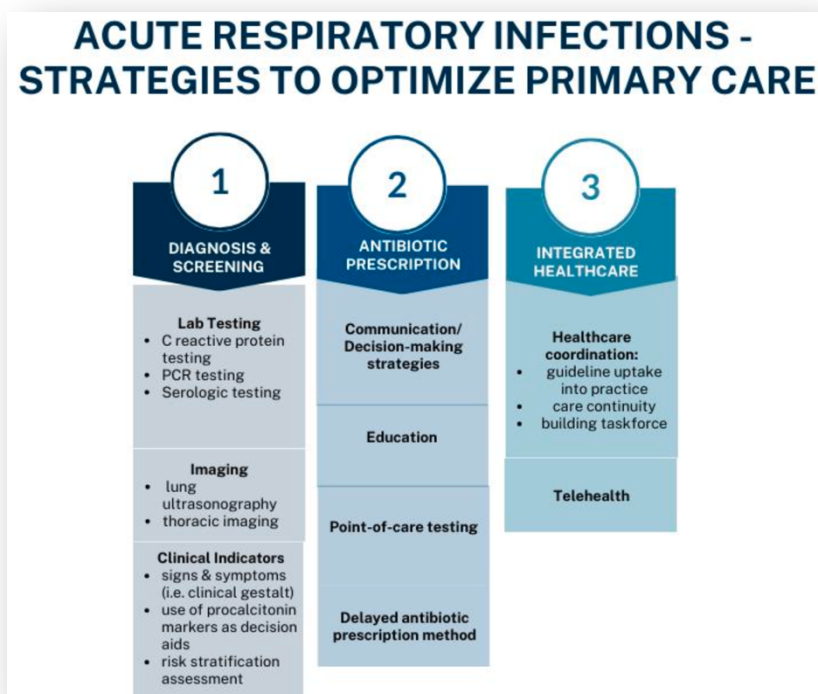 ACUTE RESPIRATORY INFECTIONS -
STRATEGIES TO OPTIMIZE PRIMARY CARE
1
DIAGNOSIS &
SCREENING
Lab Testing
• C reactive protein
testing
• PCR testing
• Serologic testing
Imaging
• lung
ultrasonography
• thoracic imaging
Clinical Indicators
• signs & symptoms
(i.e. clinical gestalt)
• use of procalcitonin
markers as decision
aids
• risk stratification
assessment
2
ANTIBIOTIC
PRESCRIPTION
Communication/
Decision-making
strategies
Education
Point-of-care testing
Delayed antibiotic
prescription method
3
INTEGRATED
HEALTHCARE
Healthcare
coordination:
• guideline uptake
into practice
• care continuity
• building taskforce
Telehealth